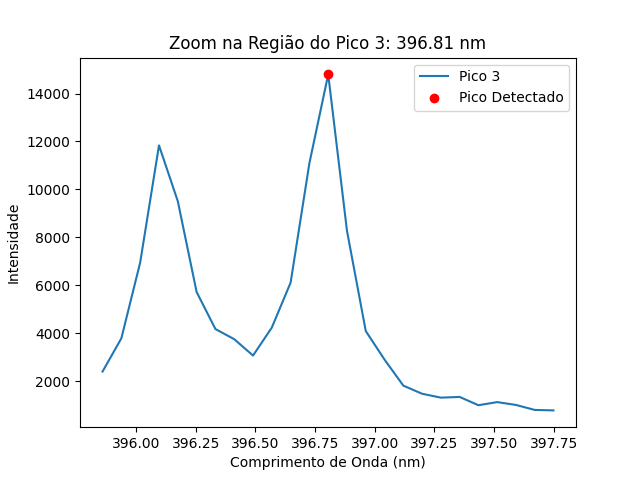 Zoom na Região do Pico 3: 396.81 nm
Pico 3
Pico Detectado
Intensidade
14000
12000
10000
8000
6000
4000
2000
396.00 396.25 396.50 396.75 397.00 397.25 397.50 397.75
Comprimento de Onda (nm)